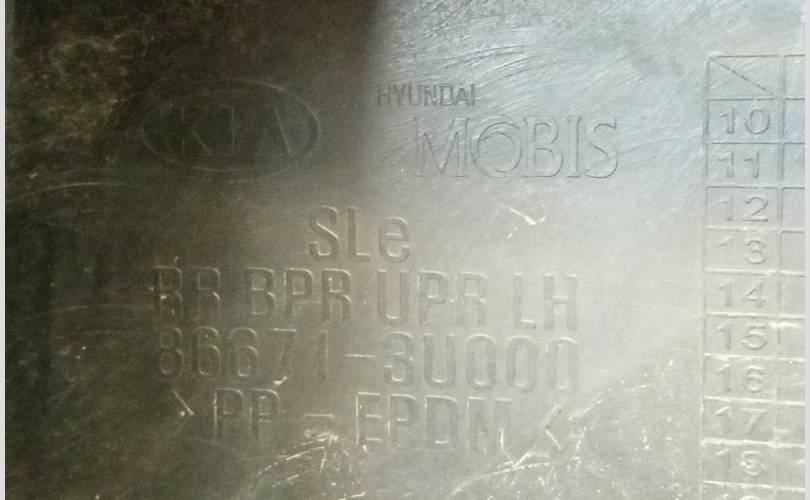 KIA
HYUNDAI
MOBIS
SLe
RR BPR UPR LH
86671-3U000
>PP-EPDM<
10
11
12
13
14
15
16
17
18